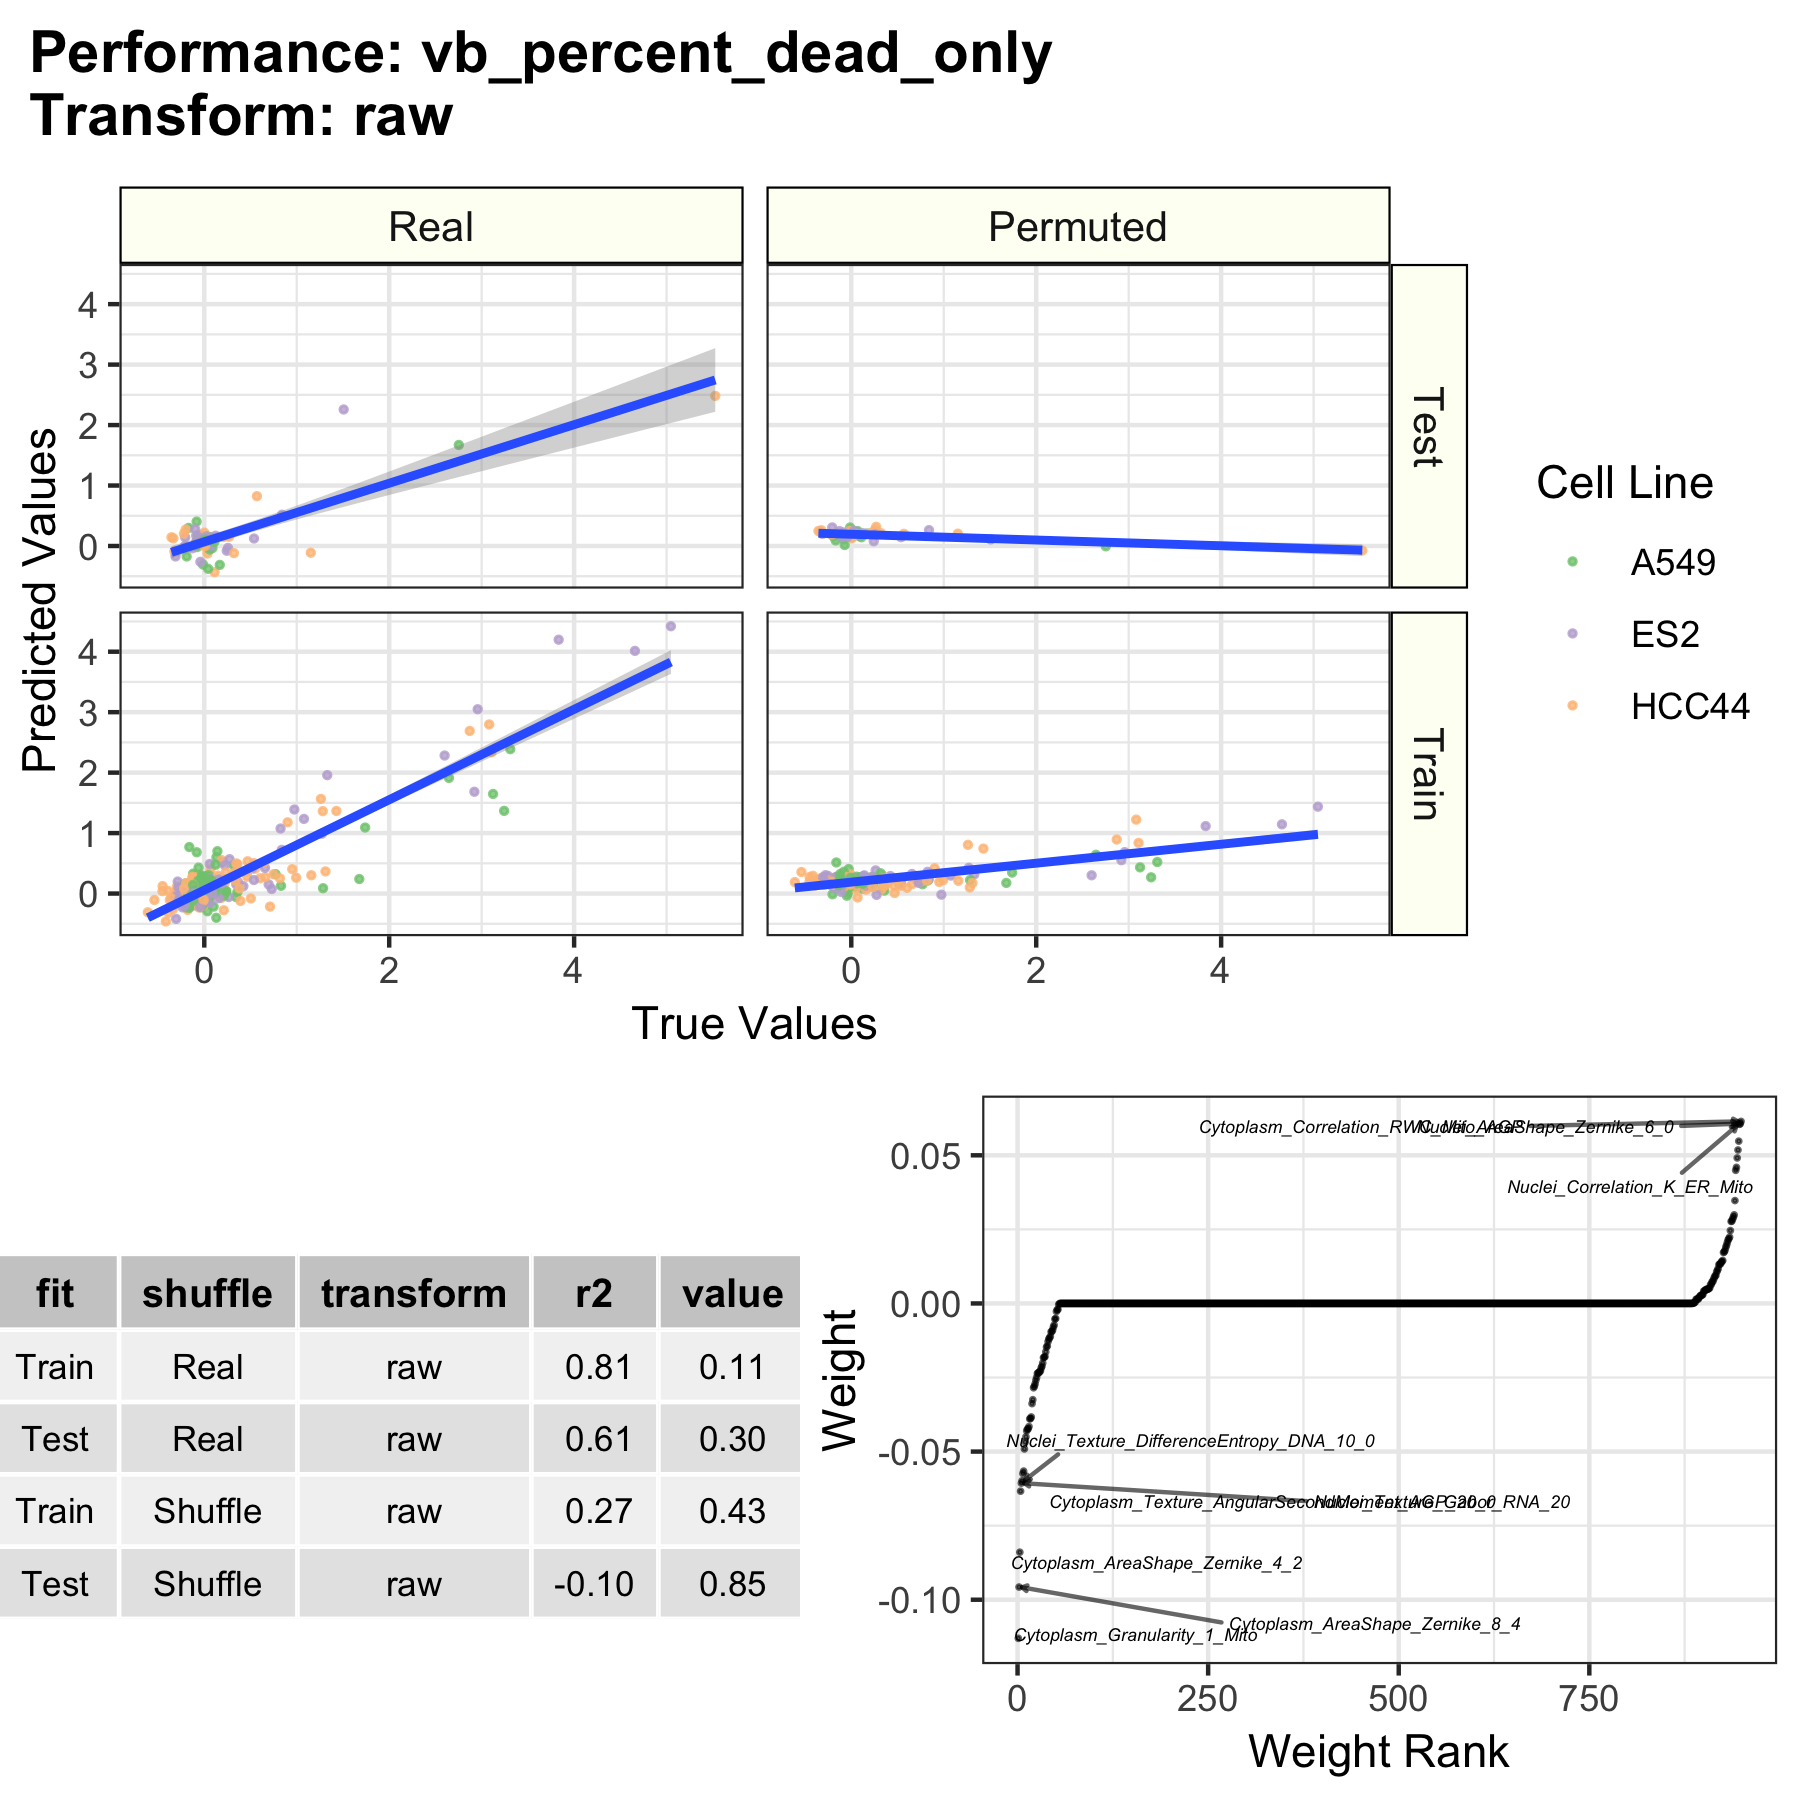 Performance: vb_percent_dead_only
Transform: raw
Real
Permuted
4
3
2
1
0
Test
4
3
2
1
0
Train
Predicted Values
0
2
4
0
2
4
True Values
Cell Line
A549
ES2
HCC44
fit shuffle transform r2 value
Train Real raw 0.81 0.11
Test Real raw 0.61 0.30
Train Shuffle raw 0.27 0.43
Test Shuffle raw -0.10 0.85
Weight
0.05
0.00
-0.05
-0.10
Cytoplasm_Correlation_RWC_Mito_AGP
Nuclei_AreaShape_Zernike_6_0
Nuclei_Correlation_K_ER_Mito
Nuclei_Texture_DifferenceEntropy_DNA_10_0
Cytoplasm_Texture_AngularSecondMoment_AGP_20_0
Nuclei_Texture_Gabor_RNA_20
Cytoplasm_AreaShape_Zernike_4_2
Cytoplasm_AreaShape_Zernike_8_4
Cytoplasm_Granularity_1_Mito
0
250
500
750
Weight Rank